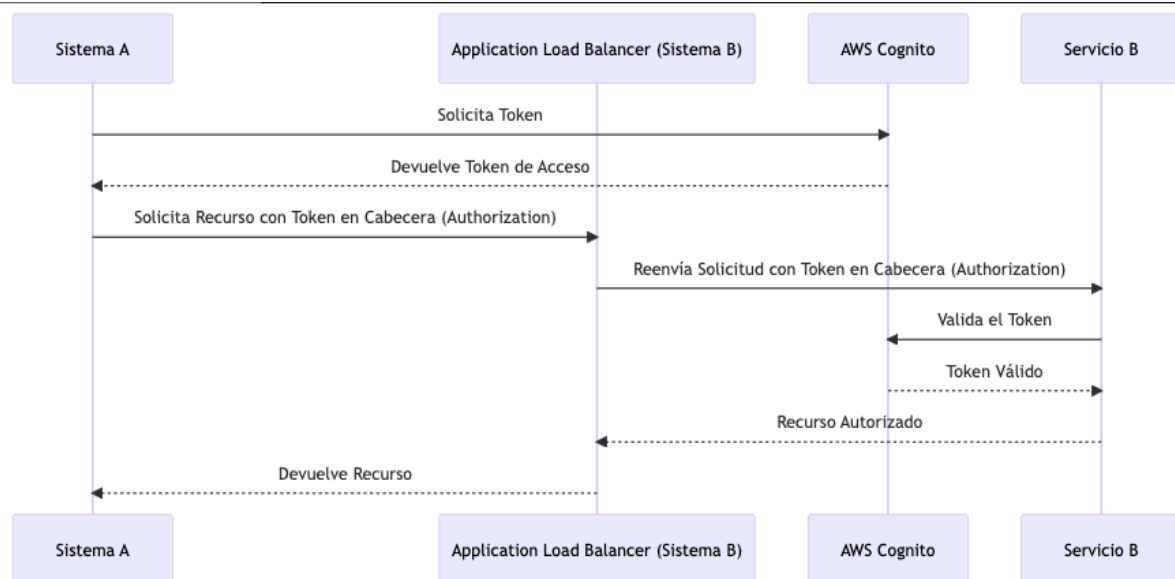 Sistema A
Application Load Balancer (Sistema B)
AWS Cognito
Servicio B
Solicita Token
Devuelve Token de Acceso
Solicita Recurso con Token en Cabecera (Authorization)
Reenvía Solicitud con Token en Cabecera (Authorization)
Valida el Token
Token Válido
Recurso Autorizado
Devuelve Recurso
Sistema A
Application Load Balancer (Sistema B)
AWS Cognito
Servicio B